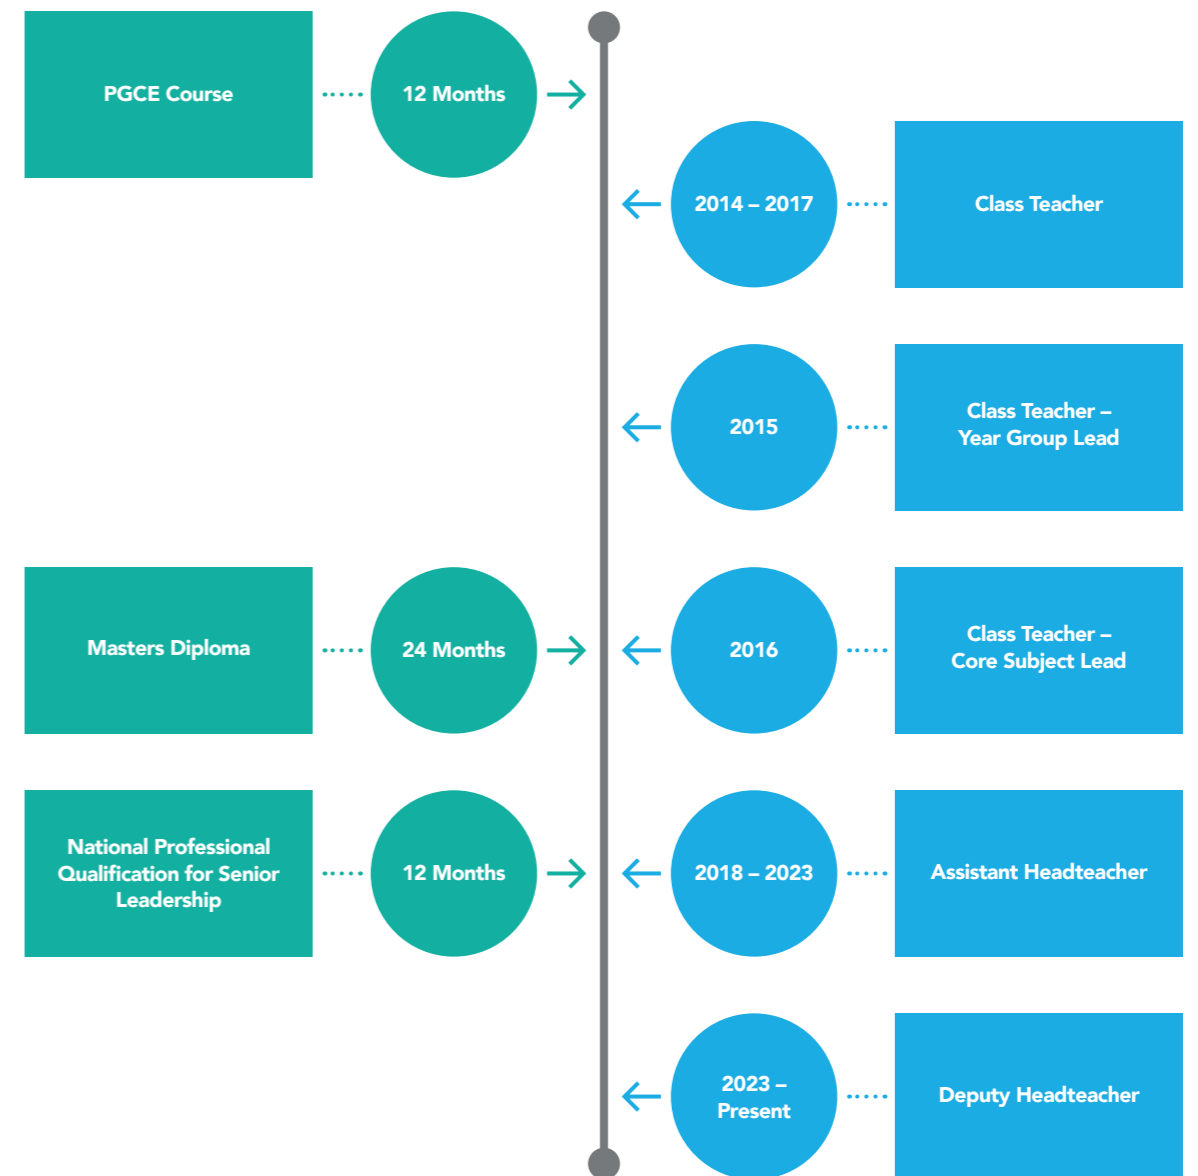 PGCE Course
12 Months
2014 – 2017
Class Teacher
2015
Class Teacher –
Year Group Lead
Masters Diploma
24 Months
2016
Class Teacher –
Core Subject Lead
National Professional
Qualification for Senior
Leadership
12 Months
2018 – 2023
Assistant Headteacher
2023 –
Present
Deputy Headteacher